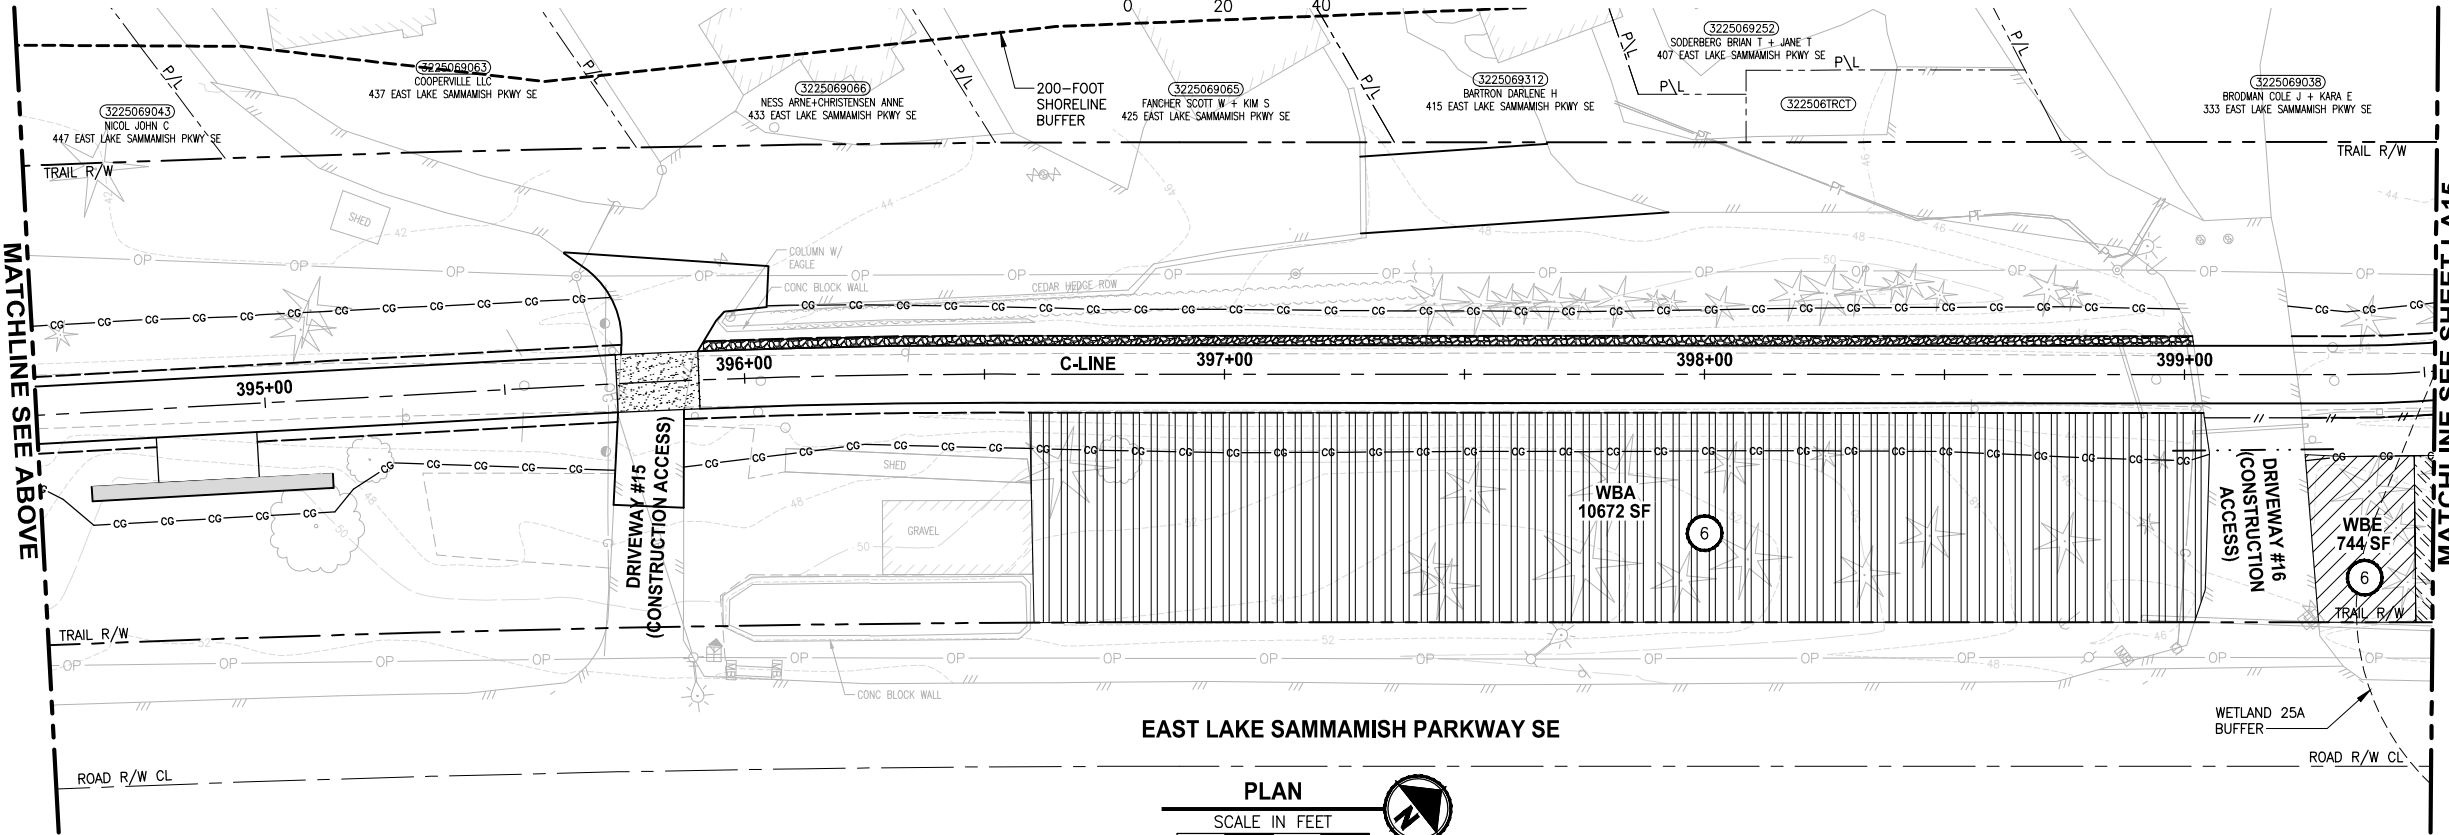 0 20 40
3225069043
NICOL JOHN C
447 EAST LAKE SAMMAMISH PKWY SE
P/L
3225069063
COOPERVILLE LLC
437 EAST LAKE SAMMAMISH PKWY SE
P/L
3225069066
NESS ARNE+CHRISTENSEN ANNE
433 EAST LAKE SAMMAMISH PKWY SE
P/L
200-FOOT
SHORELINE
BUFFER
3225069065
FANCHER SCOTT W + KIM S
425 EAST LAKE SAMMAMISH PKWY SE
P/L
3225069312
BARTRON DARLENE H
415 EAST LAKE SAMMAMISH PKWY SE
P\L
P\L
3225069252
SODERBERG BRIAN T + JANE T
407 EAST LAKE SAMMAMISH PKWY SE
P\L
322506TRCT
P\L
3225069038
BRODMAN COLE J + KARA E
333 EAST LAKE SAMMAMISH PKWY SE
TRAIL R/W
TRAIL R/W
MATCHLINE SEE ABOVE
MATCHLINE SEE SHEET A15
SHED
COLUMN W/
EAGLE
CONC BLOCK WALL
CEDAR HEDGE ROW
395+00
396+00
C-LINE
397+00
398+00
399+00
DRIVEWAY #15
(CONSTRUCTION ACCESS)
SHED
GRAVEL
WBA
10672 SF
6
DRIVEWAY #16
(CONSTRUCTION
ACCESS)
WBE
744 SF
6
TRAIL R/W
TRAIL R/W
CONC BLOCK WALL
EAST LAKE SAMMAMISH PARKWAY SE
WETLAND 25A
BUFFER
ROAD R/W CL
ROAD R/W CL
PLAN
SCALE IN FEET
N